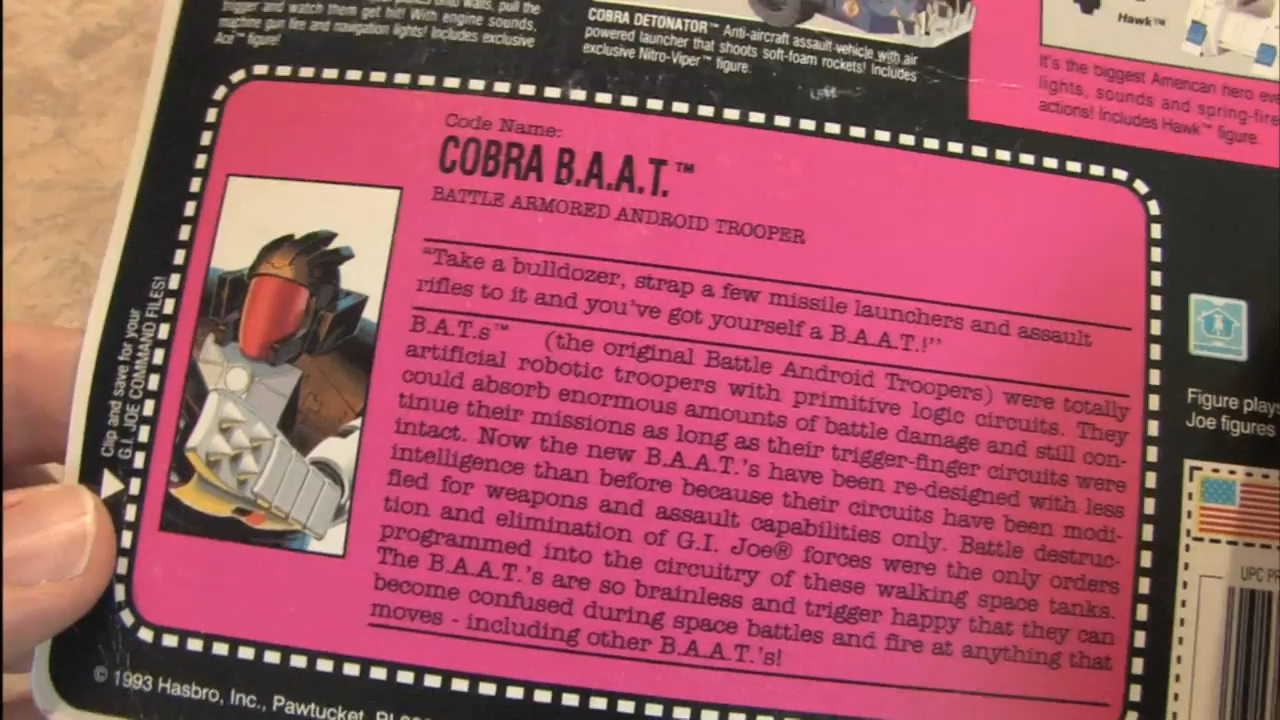 trigger and watch them get hit! With engine sounds,
machine gun fire and navigation lights! Includes exclusive
Ace™ figure!
COBRA DETONATOR™ Anti-aircraft assault vehicle with air
powered launcher that shoots soft-foam rockets! Includes
exclusive Nitro-Viper™ figure.
Hawk™
It's the biggest American hero
lights, sounds and spring-fire
actions! Includes Hawk™ figure.
Code Name:
COBRA B.A.A.T.™
BATTLE ARMORED ANDROID TROOPER
"Take a bulldozer, strap a few missile launchers and assault
rifles to it and you've got yourself a B.A.A.T.!"
B.A.T.s™ (the original Battle Android Troopers) were totally
artificial robotic troopers with primitive logic circuits. They
could absorb enormous amounts of battle damage and still con-
tinue their missions as long as their trigger-finger circuits were
intact. Now the new B.A.A.T.'s have been re-designed with less
intelligence than before because their circuits have been modi-
fied for weapons and assault capabilities only. Battle destruc-
tion and elimination of G.I. Joe® forces were the only orders
programmed into the circuitry of these walking space tanks.
The B.A.A.T.'s are so brainless and trigger happy that they can
become confused during space battles and fire at anything that
moves - including other B.A.A.T.'s!
Clip and save for your
G.I. JOE COMMAND FILES!
Figure play
Joe figures
UPC
© 1993 Hasbro, Inc., Pawtucket, RI